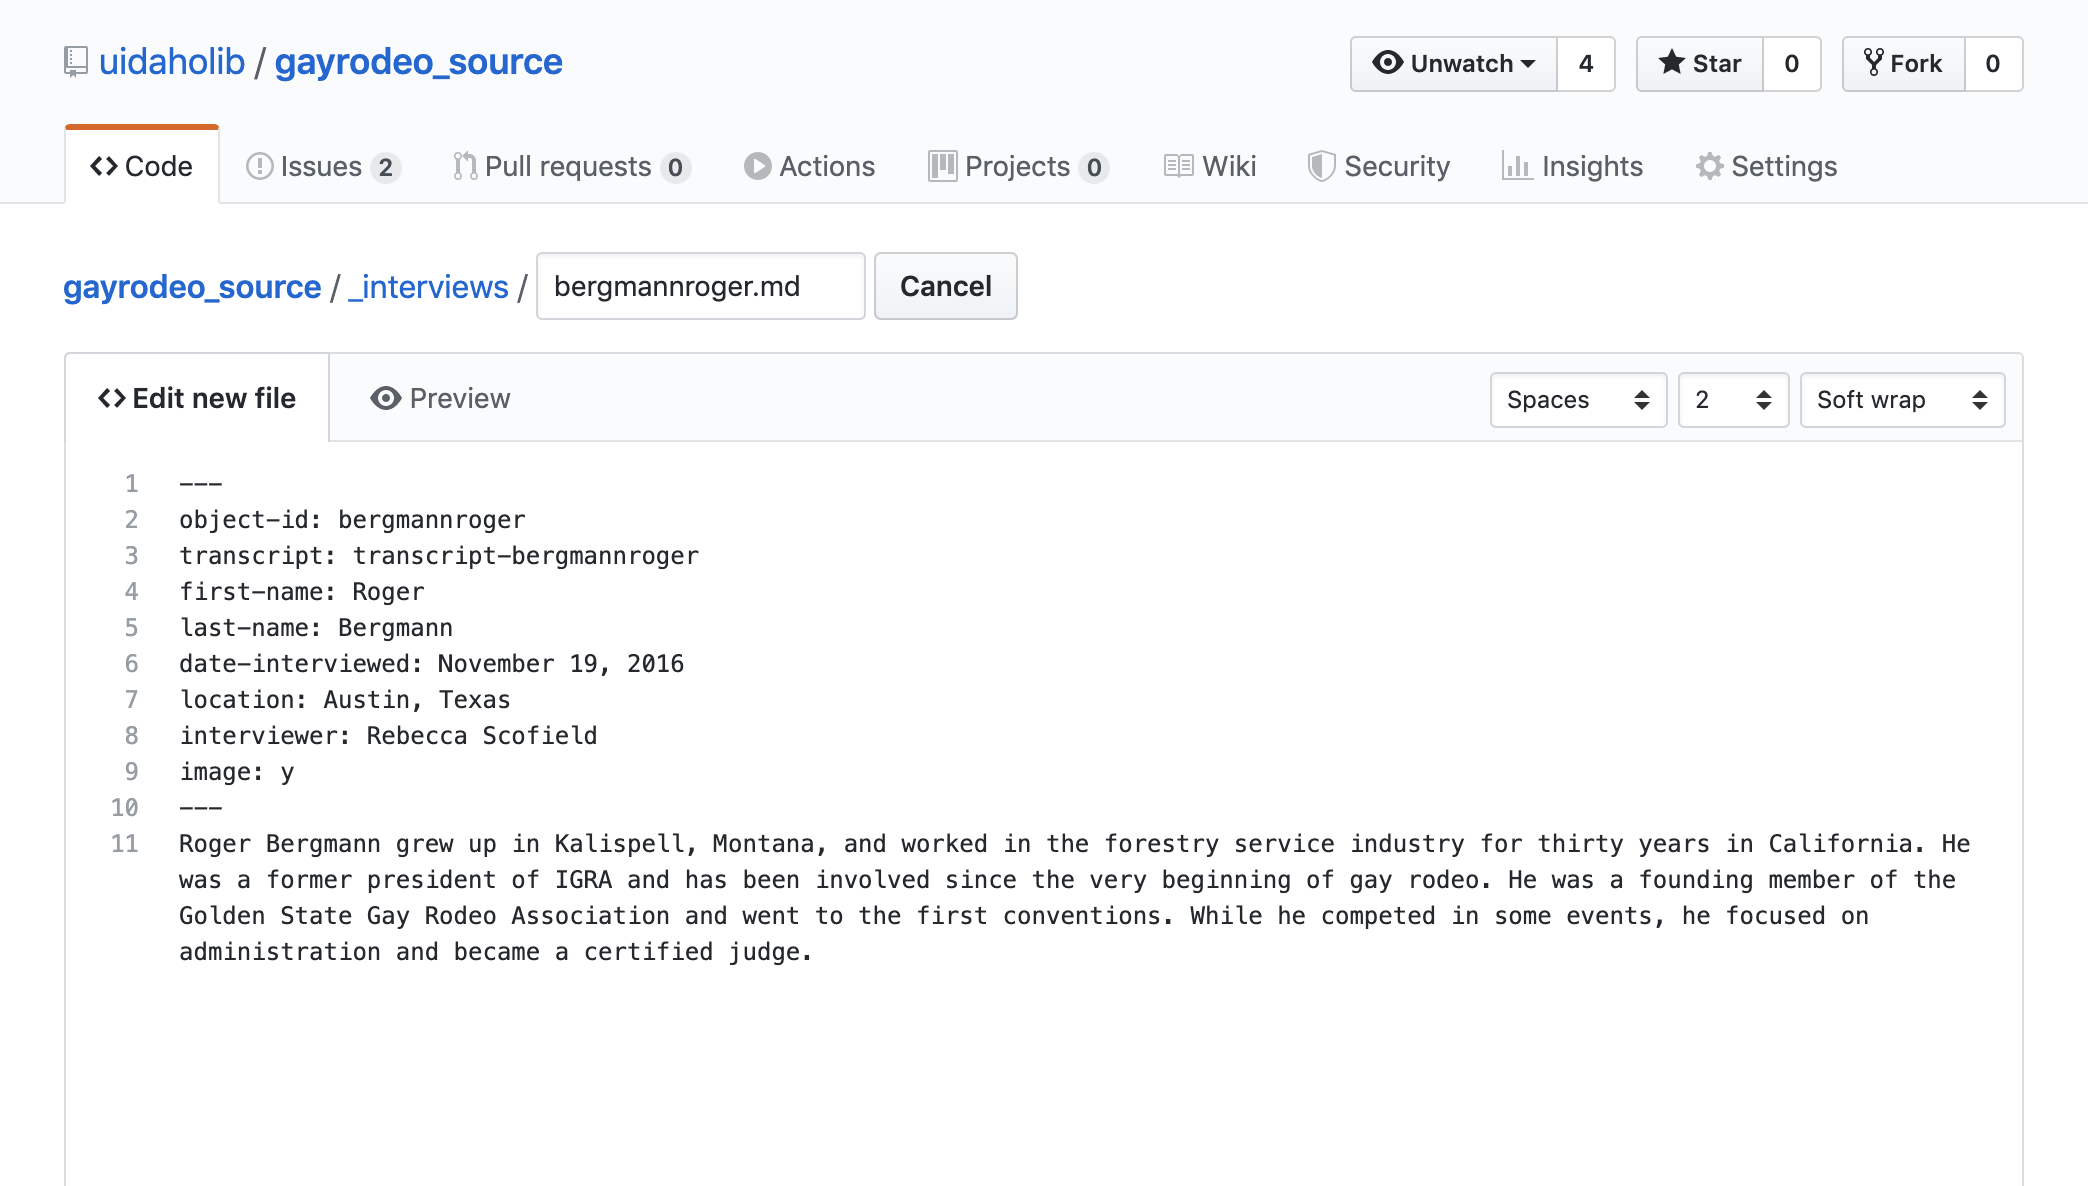 uidaholib / gayrodeo_source
Unwatch 4 Star 0 Fork 0
Code Issues 2 Pull requests 0 Actions Projects 0 Wiki Security Insights Settings
gayrodeo_source / _interviews / bergmannroger.md Cancel
Edit new file Preview Spaces 2 Soft wrap
1 ---
2 object-id: bergmannroger
3 transcript: transcript-bergmannroger
4 first-name: Roger
5 last-name: Bergmann
6 date-interviewed: November 19, 2016
7 location: Austin, Texas
8 interviewer: Rebecca Scofield
9 image: y
10 ---
11 Roger Bergmann grew up in Kalispell, Montana, and worked in the forestry service industry for thirty years in California. He
was a former president of IGRA and has been involved since the very beginning of gay rodeo. He was a founding member of the
Golden State Gay Rodeo Association and went to the first conventions. While he competed in some events, he focused on
administration and became a certified judge.